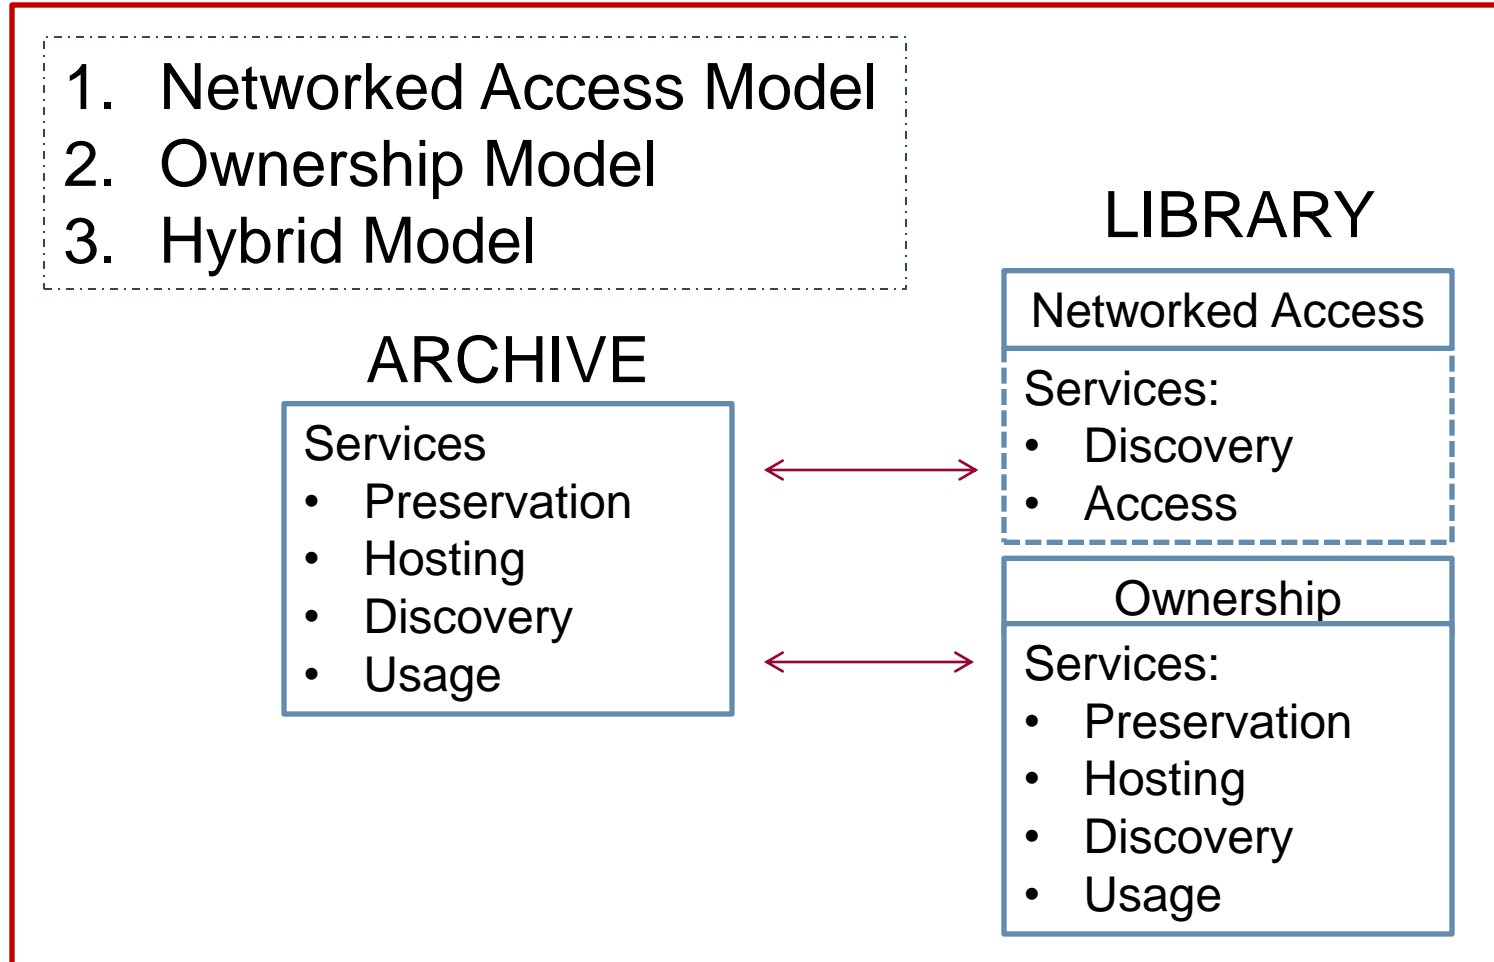 1. Networked Access Model
2. Ownership Model
3. Hybrid Model
ARCHIVE
Services
• Preservation
• Hosting
• Discovery
• Usage
LIBRARY
Networked Access
Services:
• Discovery
• Access
Ownership
Services:
• Preservation
• Hosting
• Discovery
• Usage